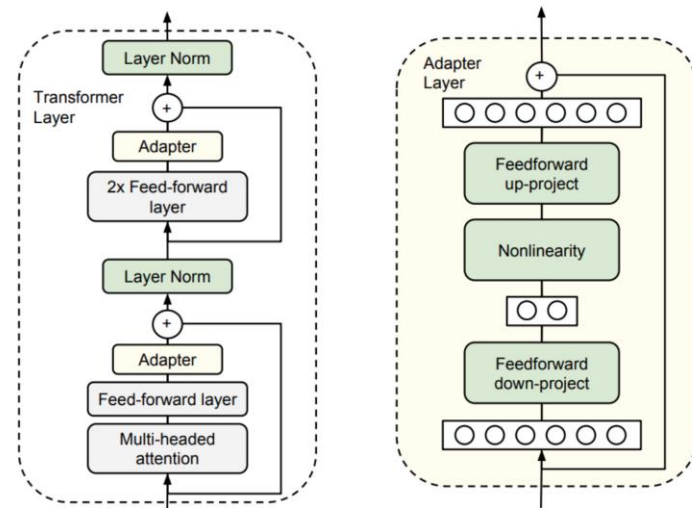 Layer Norm
Transformer
Layer
+
Adapter
2x Feed-forward
layer
Layer Norm
+
Adapter
Feed-forward layer
Multi-headed
attention
Adapter
Layer
+
Feedforward
up-project
Nonlinearity
Feedforward
down-project